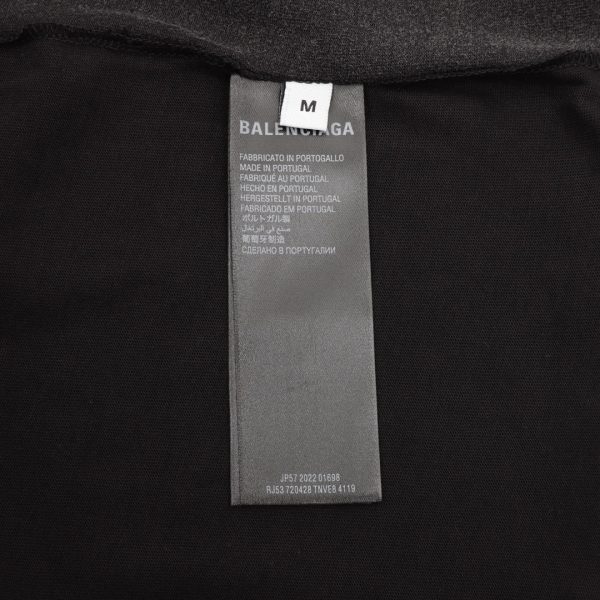 M
BALENCIAGA
FABBRICATO IN PORTOGALLO
MADE IN PORTUGAL
FABRIQUÉ AU PORTUGAL
HECHO EN PORTUGAL
HERGESTELLT IN PORTUGAL
FABRICADO EM PORTUGAL
ポルトガル製
صنع في البرتغال
葡萄牙制造
СДЕЛАНО В ПОРТУГАЛИИ
JP57 2022 01698
RJ53 720428 TNVE8 4119